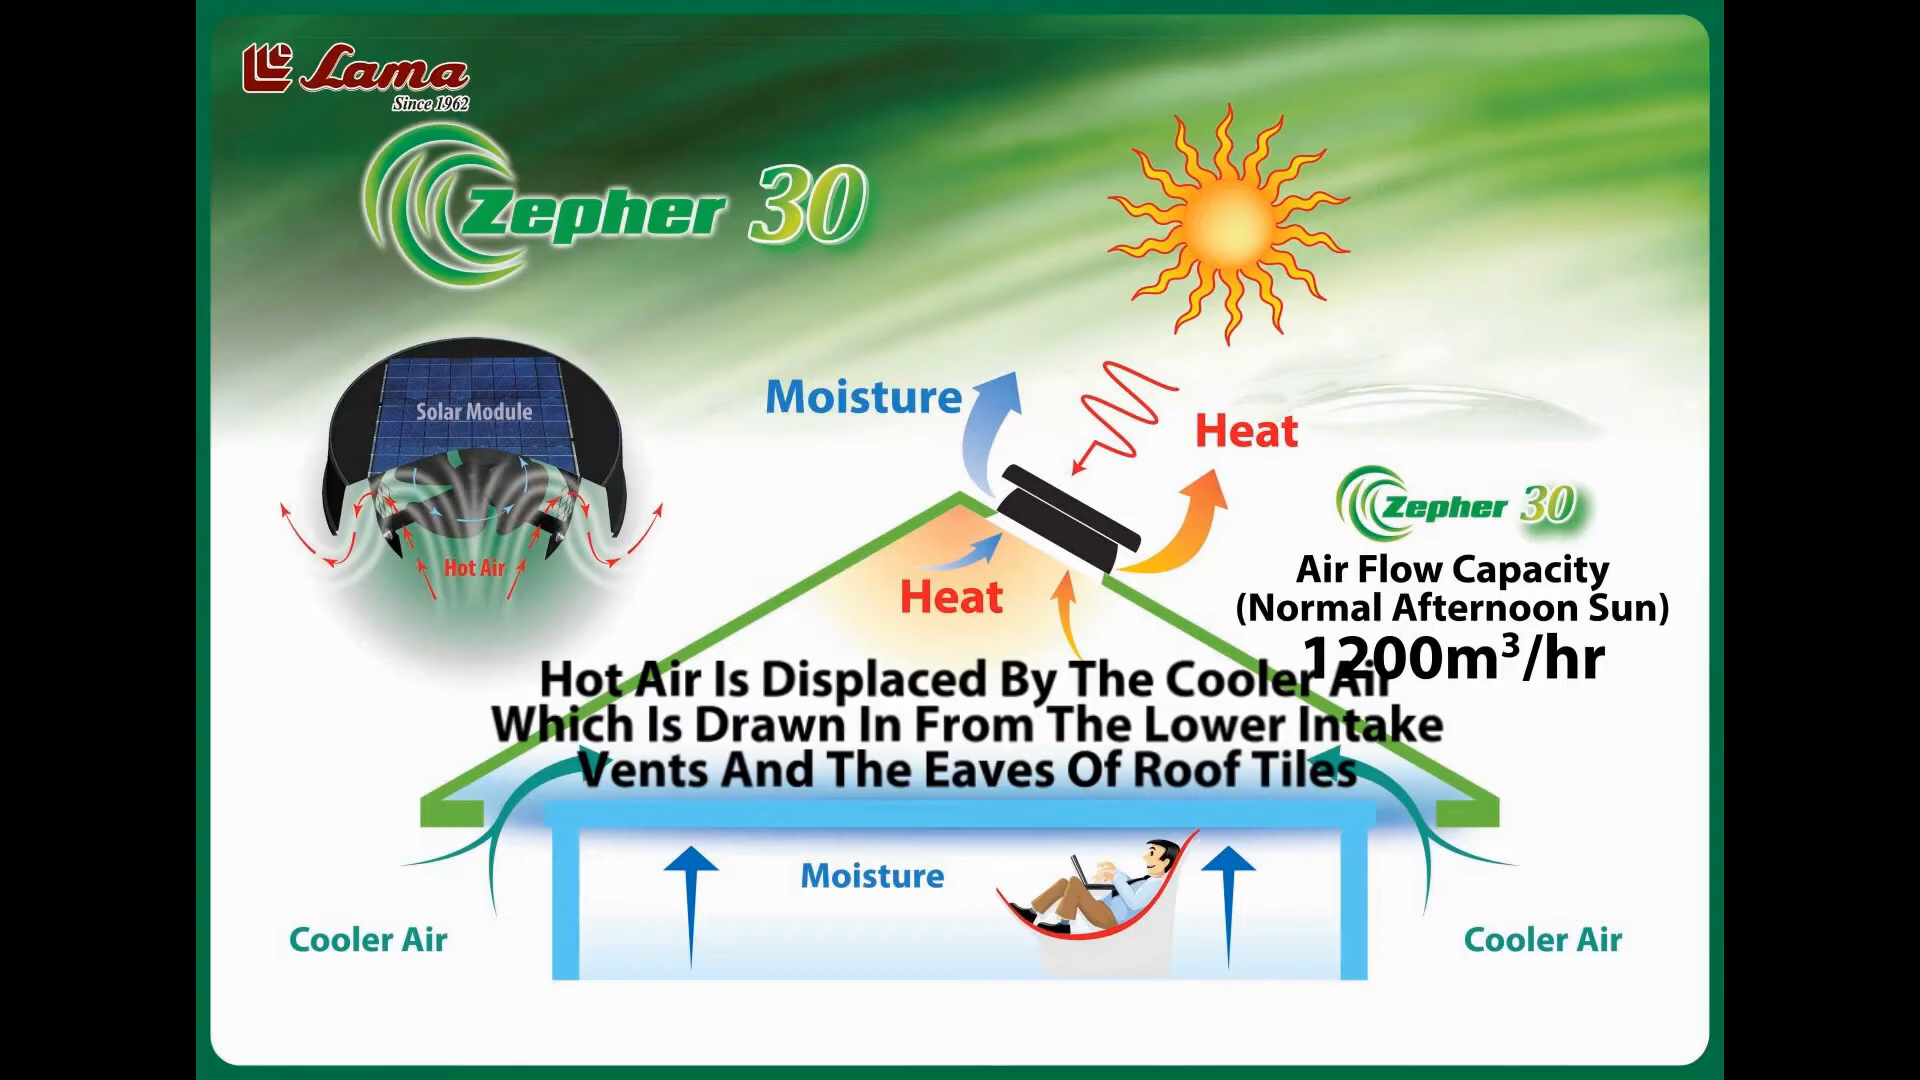 Lama
Since 1962
Zepher 30
Solar Module
Hot Air
Moisture
Heat
Heat
Zepher 30
Air Flow Capacity
(Normal Afternoon Sun)
1200m³/hr
Hot Air Is Displaced By The Cooler Air
Which Is Drawn In From The Lower Intake
Vents And The Eaves Of Roof Tiles
Moisture
Cooler Air
Cooler Air